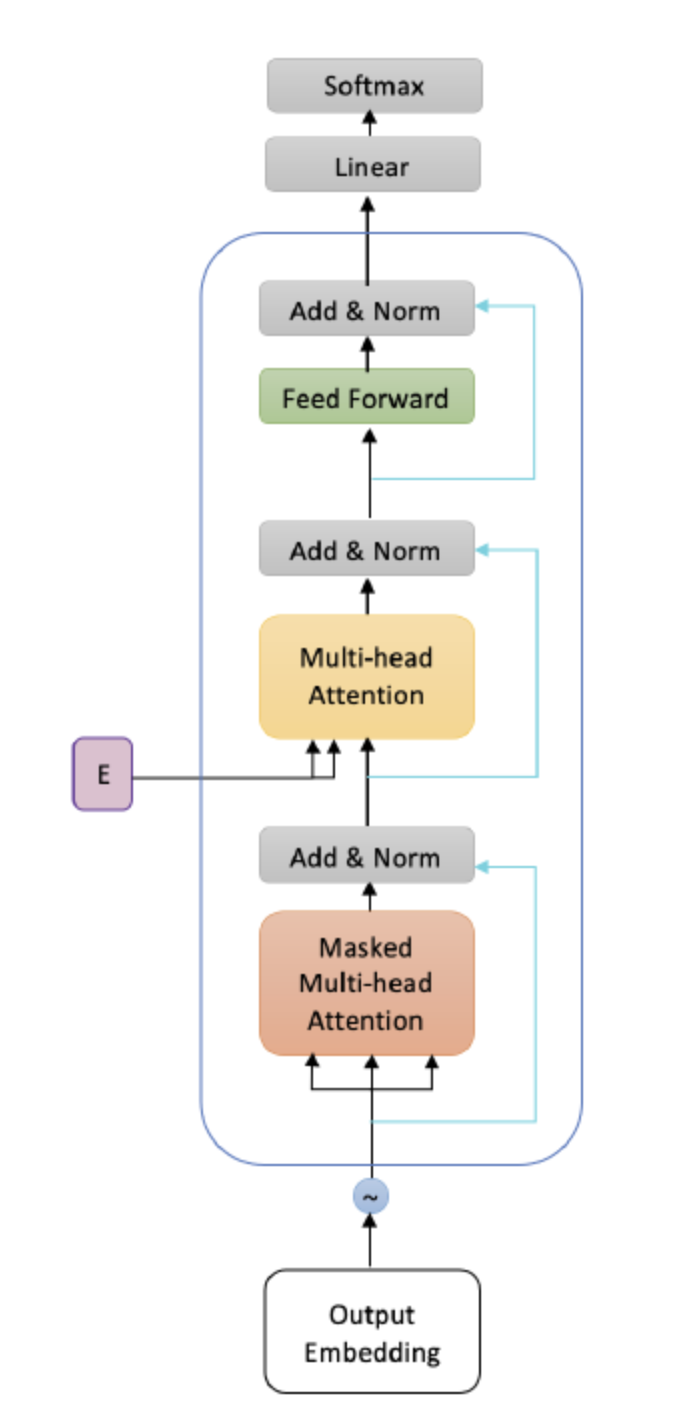 Softmax
Linear
Add & Norm
Feed Forward
Add & Norm
Multi-head
Attention
E
Add & Norm
Masked
Multi-head
Attention
~
Output
Embedding